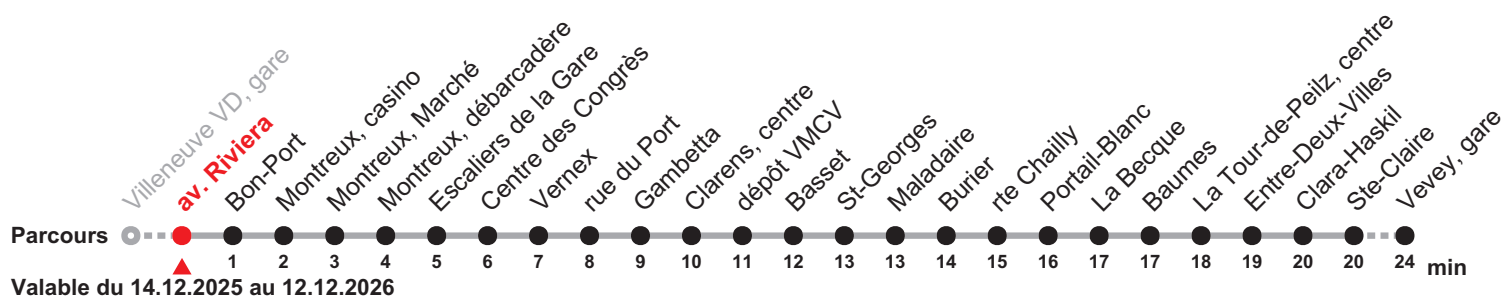 Villeneuve VD, gare
av. Riviera
Bon-Port
Montreux, casino
Montreux, Marché
Montreux, débarcadère
Escaliers de la Gare
Centre des Congrès
Vernex
rue du Port
Gambetta
Clarens, centre
dépôt VMCV
Basset
St-Georges
Maladaire
Burier
rte Chailly
Portail-Blanc
La Becque
Baumes
La Tour-de-Peilz, centre
Entre-Deux-Villes
Clara-Haskil
Ste-Claire
Vevey, gare
Parcours
1 2 3 4 5 6 7 8 9 10 11 12 13 13 14 15 16 17 17 18 19 20 20 24 min
Valable du 14.12.2025 au 12.12.2026